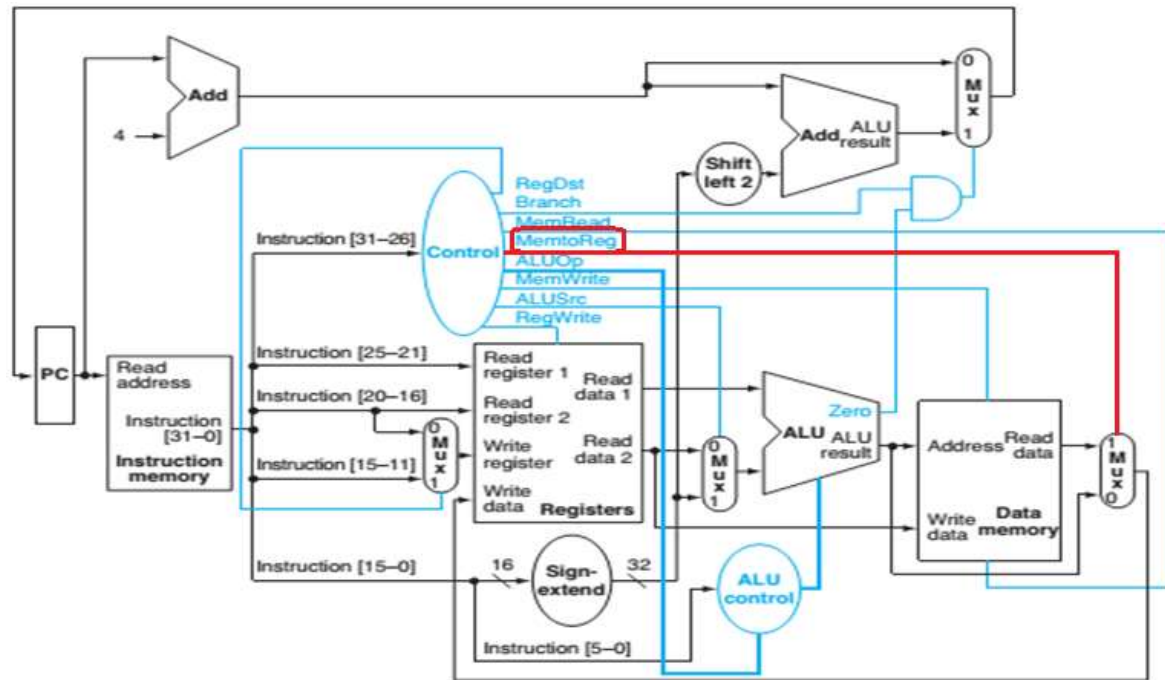 0
M
u
x
1
Add
4
Add
ALU
result
Shift
left 2
RegDst
Branch
MemRead
MemtoReg
ALUOp
MemWrite
ALUSrc
RegWrite
Control
Instruction [31–26]
Instruction [25–21]
Instruction [20–16]
Instruction [15–11]
Instruction [15–0]
Instruction [5–0]
PC
Read
address
Instruction
[31–0]
Instruction
memory
0
M
u
x
1
Read
register 1
Read
register 2
Write
register
Write
data
Read
data 1
Read
data 2
Registers
16
Sign-
extend
32
0
M
u
x
1
Zero
ALU
ALU
result
ALU
control
Address
Read
data
Write
data
Data
memory
1
M
u
x
0